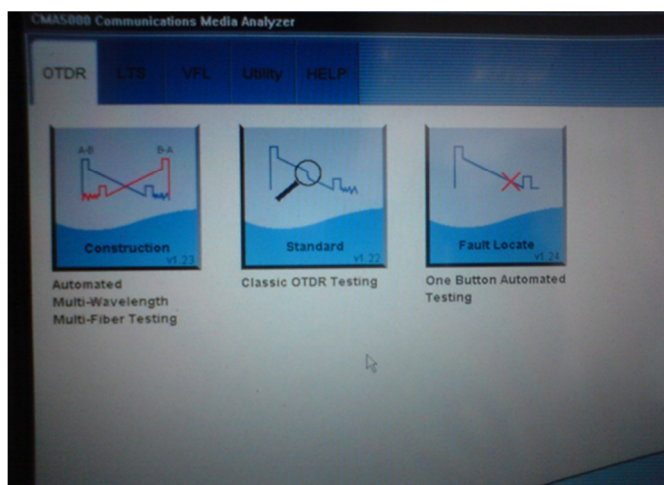 CMA5000 Communications Media Analyzer
OTDR LTS VFL Utility HELP
A-B B-A
Construction
v1.23
Standard
v1.22
Fault Locate
v1.24
Automated
Multi-Wavelength
Multi-Fiber Testing
Classic OTDR Testing
One Button Automated
Testing